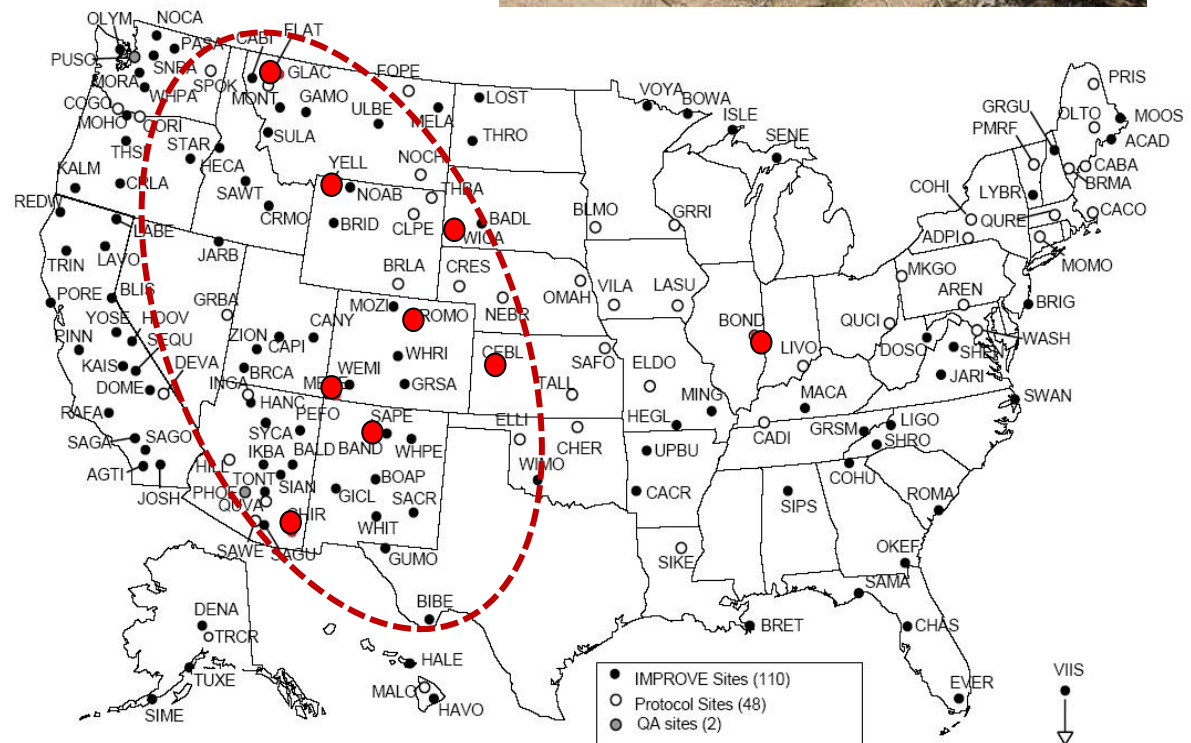 OLYM
NOCA
PUSO
PASA
CABI
FLAT
SNRA
MORA
SPOK
GLAC
FOPE
WHPA
MONT
GAMO
COGO
MOHO
CORI
ULBE
MELA
LOST
THRO
THSI
STAR
SULA
HECA
YELL
NOCH
KALM
CRLA
SAWT
NOAB
THBA
REDW
CRMO
BRID
CLPE
BADL
WICA
LABE
JARB
TRIN
LAVO
BRLA
CRES
PORE
BLIS
GRBA
MOZI
ROMO
NEBR
OMAH
YOSE
HOOV
ZION
CANY
PINN
SEQU
CAPI
WHRI
CEBL
KAIS
DEVA
BRCA
WEMI
GRSA
DOME
INGA
HANC
PEFO
SAPE
RAFA
SYCA
BALD
BAND
WHPE
SAGA
SAGO
IKBA
AGTI
JOSH
HILL
TONT
SIAN
BOAP
GICL
SACR
QUVA
CHIR
WHIT
SAWE
SAGU
GUMO
BIBE
VOYA
BOWA
ISLE
SENE
BLMO
GRRI
VILA
LASU
BOND
LIVO
SAFO
ELDO
TALL
MING
MACA
HEGL
ELLI
CHER
CADI
WIMO
UPBU
CACR
SIKE
SIPS
GRSM
LIGO
SHRO
COHU
ROMA
OKEF
SAMA
CHAS
EVER
BRET
SWAN
PRIS
GRGU
OLTO
MOOS
PMRF
ACAD
CABA
BRMA
COHI
LYBR
QURE
CACO
ADPI
MOMO
MKGO
AREN
BRIG
QUCI
WASH
DOSO
SHEN
JARI
DENA
TRCR
TUXE
SIME
HALE
MALO
HAVO
IMPROVE Sites (110)
Protocol Sites (48)
QA sites (2)
VIIS